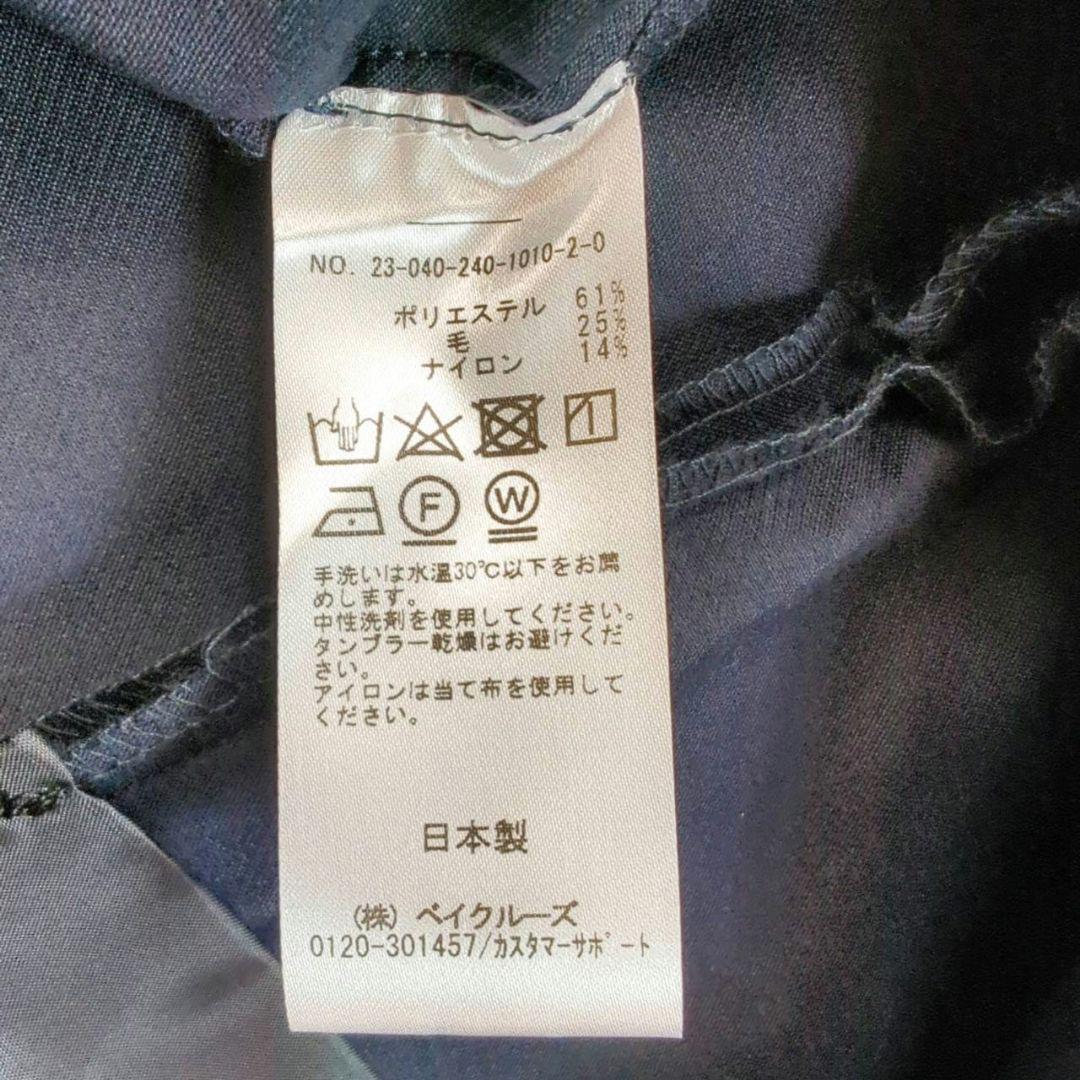 NO. 23-040-240-1010-2-0
ポリエステル 61%
毛 25%
ナイロン 14%
F W
手洗いは水温30℃以下をお薦
めします。
中性洗剤を使用してください。
タンブラー乾燥はお避けくだ
さい。
アイロンは当て布を使用して
ください。
日本製
(株) ベイクルーズ
0120-301457/カスタマーサポート